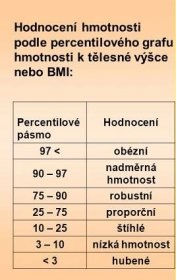 Hodnocení hmotnosti
podle percentilového grafu
hmotnosti k tělesné výšce
nebo BMI:
Percentilové pásmo Hodnocení
97 < obézní
90 – 97 nadměrná hmotnost
75 – 90 robustní
25 – 75 proporční
10 – 25 štíhlé
3 – 10 nízká hmotnost
< 3 hubené